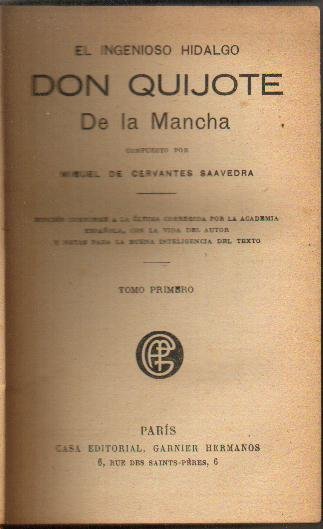 EL INGENIOSO HIDALGO
DON QUIJOTE
De la Mancha
COMPUESTO POR
MIGUEL DE CERVANTES SAAVEDRA
EDICIÓN CONFORME A LA ÚLTIMA CORREGIDA POR LA ACADEMIA
ESPAÑOLA, CON LA VIDA DEL AUTOR
Y NOTAS PARA LA BUENA INTELIGENCIA DEL TEXTO
TOMO PRIMERO
PARÍS
CASA EDITORIAL, GARNIER HERMANOS
6, RUE DES SAINTS-PÈRES, 6